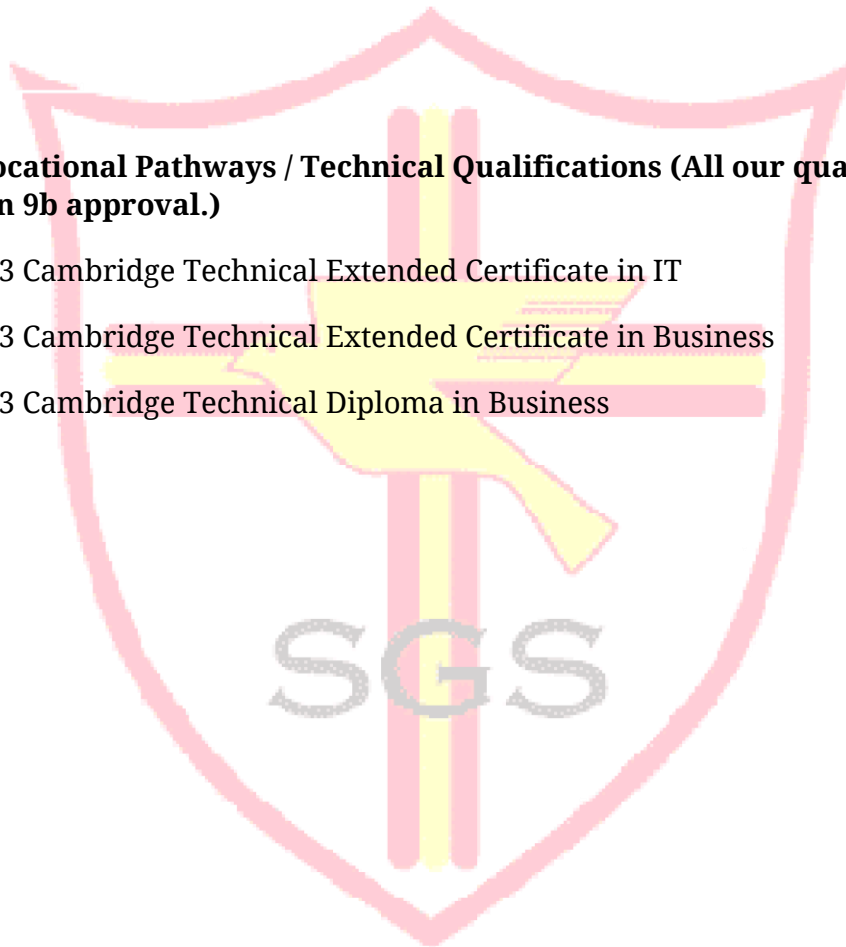 ocational Pathways / Technical Qualifications (All our qua
n 9b approval.)
3 Cambridge Technical Extended Certificate in IT
3 Cambridge Technical Extended Certificate in Business
3 Cambridge Technical Diploma in Business
SGS